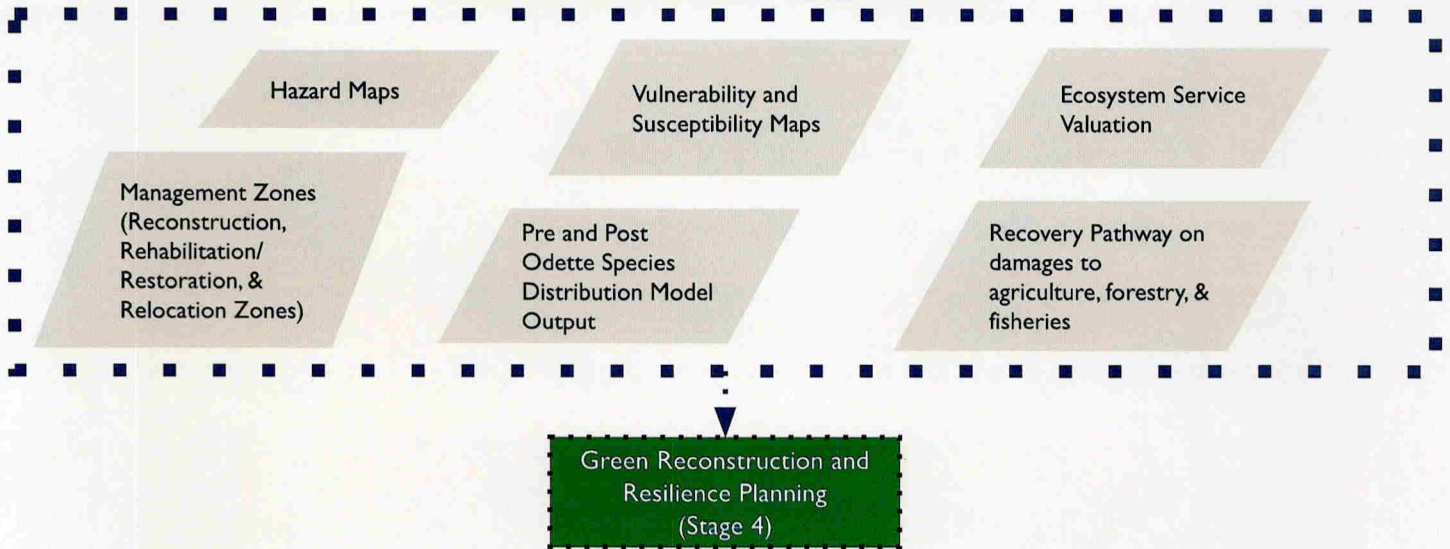 Hazard Maps
Vulnerability and
Susceptibility Maps
Ecosystem Service
Valuation
Management Zones
(Reconstruction,
Rehabilitation/
Restoration, &
Relocation Zones)
Pre and Post
Odette Species
Distribution Model
Output
Recovery Pathway on
damages to
agriculture, forestry, &
fisheries
Green Reconstruction and
Resilience Planning
(Stage 4)